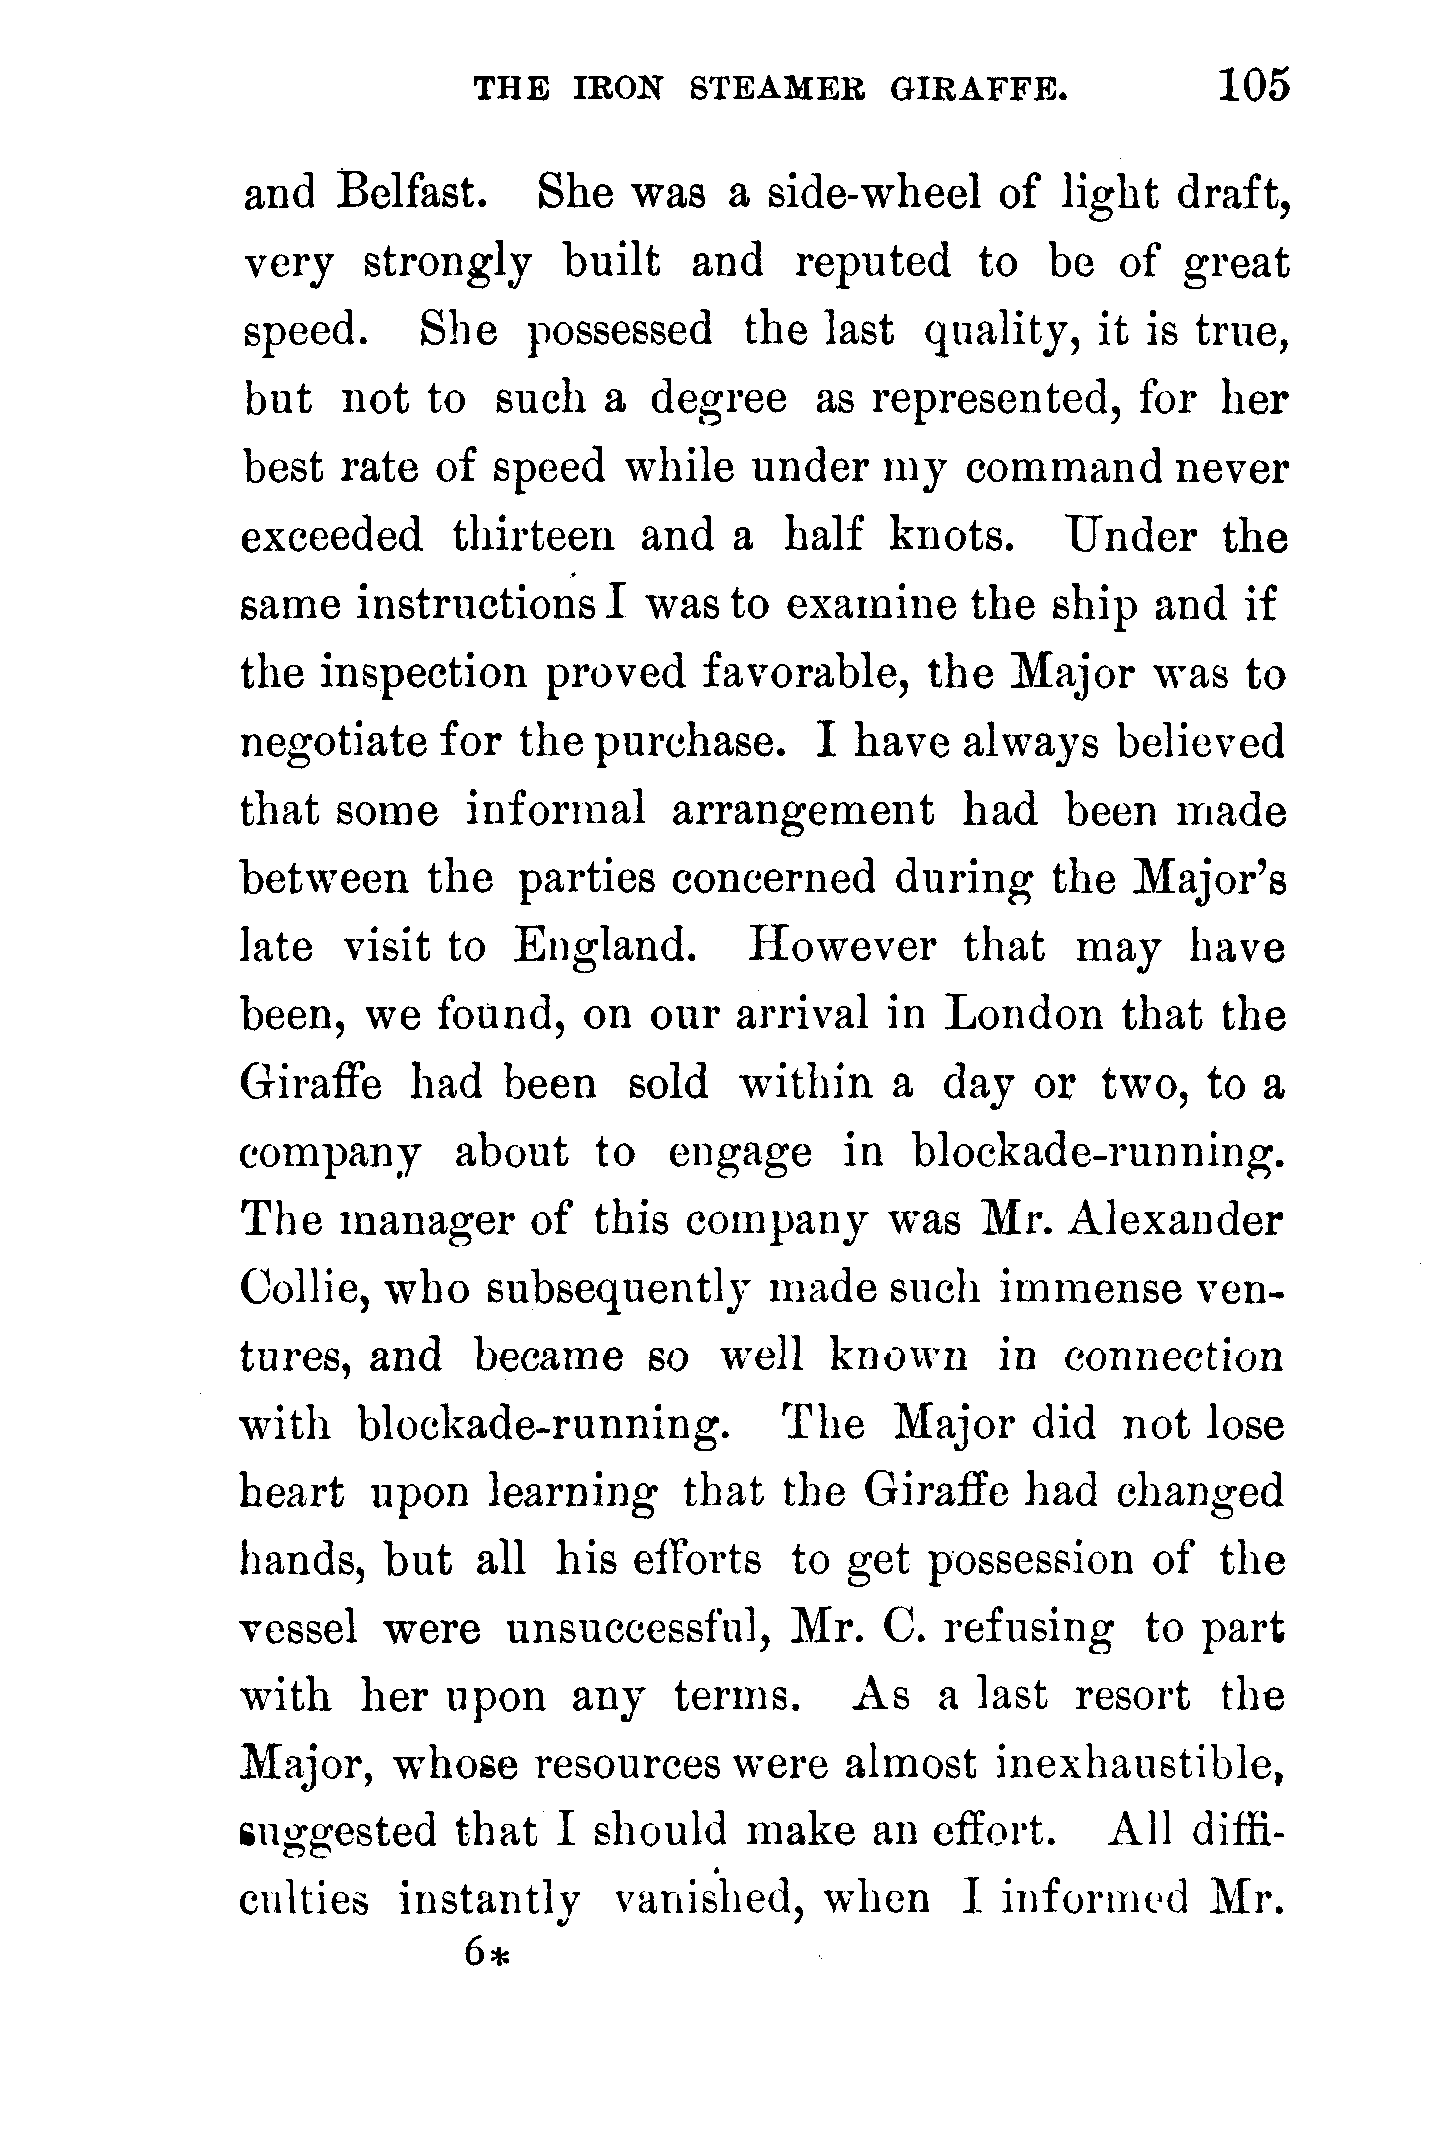 THE IRON STEAMER GIRAFFE. 105
and Belfast. She was a side-wheel of light draft,
very strongly built and reputed to be of great
speed. She possessed the last quality, it is true,
but not to such a degree as represented, for her
best rate of speed while under my command never
exceeded thirteen and a half knots. Under the
same instructions I was to examine the ship and if
the inspection proved favorable, the Major was to
negotiate for the purchase. I have always believed
that some informal arrangement had been made
between the parties concerned during the Major's
late visit to England. However that may have
been, we found, on our arrival in London that the
Giraffe had been sold within a day or two, to a
company about to engage in blockade-running.
The manager of this company was Mr. Alexander
Collie, who subsequently made such immense ven-
tures, and became so well known in connection
with blockade-running. The Major did not lose
heart upon learning that the Giraffe had changed
hands, but all his efforts to get possession of the
vessel were unsuccessful, Mr. C. refusing to part
with her upon any terms. As a last resort the
Major, whose resources were almost inexhaustible,
suggested that I should make an effort. All diffi-
culties instantly vanished, when I informed Mr.
6*